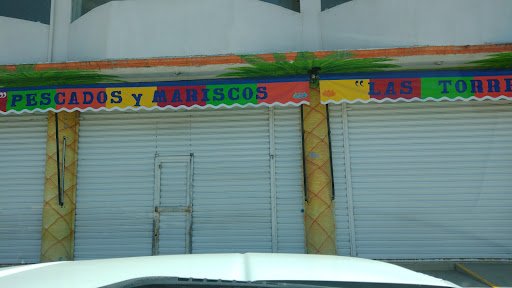 " PESCADOS Y MARISCOS "LAS TORRE